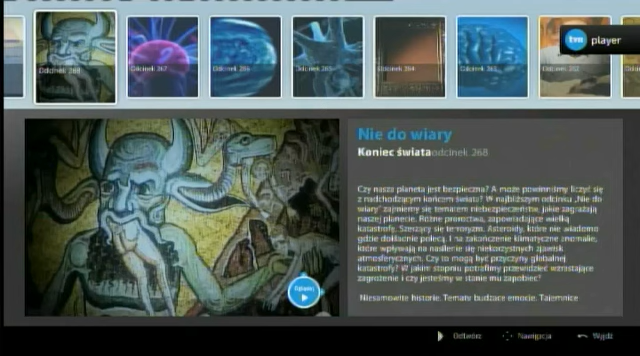 Odcinek 268
Odcinek 267
Odcinek 266
Odcinek 265
Odcinek 264
Odcinek 263
Odcinek 262
tvn player
Nie do wiary
Koniec świata odcinek 268
Czy nasza planeta jest bezpieczna? A może powinniśmy liczyć się
z nadchodzącym końcem świata? W najbliższym odcinku „Nie do
wiary" zajmiemy się tematem niebezpieczeństw, jakie zagrażają
naszej planecie. Różne proroctwa, zapowiadające wielką
katastrofę. Szerzący się terroryzm. Asteroidy, które nie wiadomo
gdzie dokładnie polecą. I na zakończenie klimatyczne anomalie,
które wpływają na nasilenie się niekorzystnych zjawisk
atmosferycznych. Czy to mogą być przyczyny globalnej
katastrofy? W jakim stopniu potrafimy przewidzieć wzrastające
zagrożenie i czy jesteśmy w stanie mu zapobiec?
Niesamowite historie. Tematy budzące emocje. Tajemnice
Odtwórz Nawigacja Wyjdź